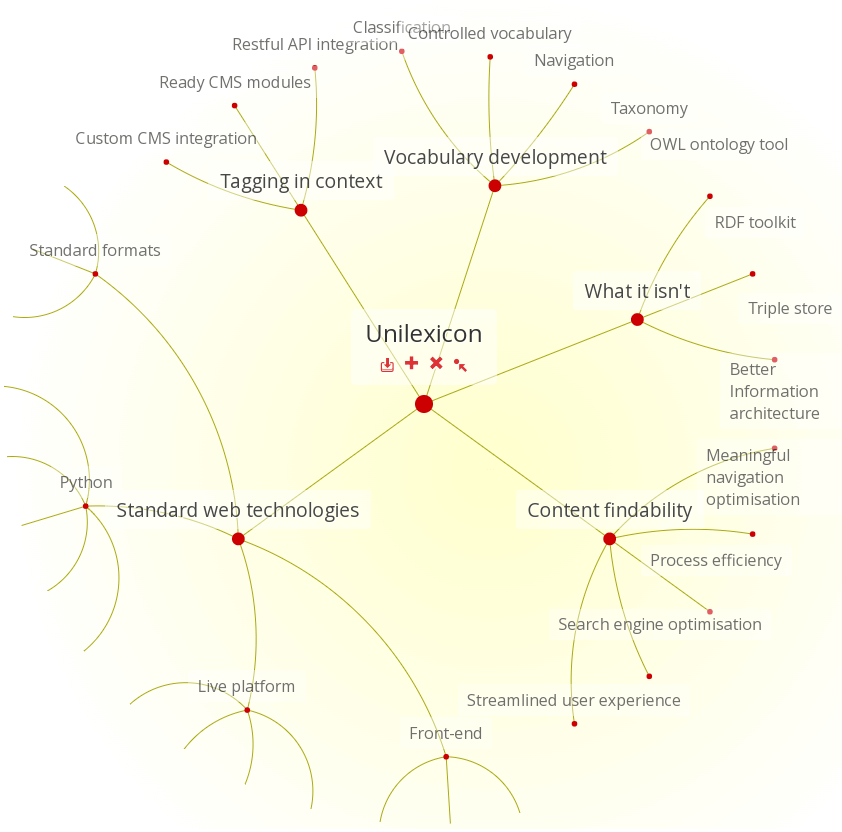 Classification
Controlled vocabulary
Restful API integration
Navigation
Ready CMS modules
Taxonomy
Custom CMS integration
OWL ontology tool
Vocabulary development
Tagging in context
RDF toolkit
Standard formats
What it isn't
Triple store
Unilexicon
Better
Information
architecture
Meaningful
navigation
optimisation
Python
Standard web technologies
Content findability
Process efficiency
Search engine optimisation
Live platform
Streamlined user experience
Front-end